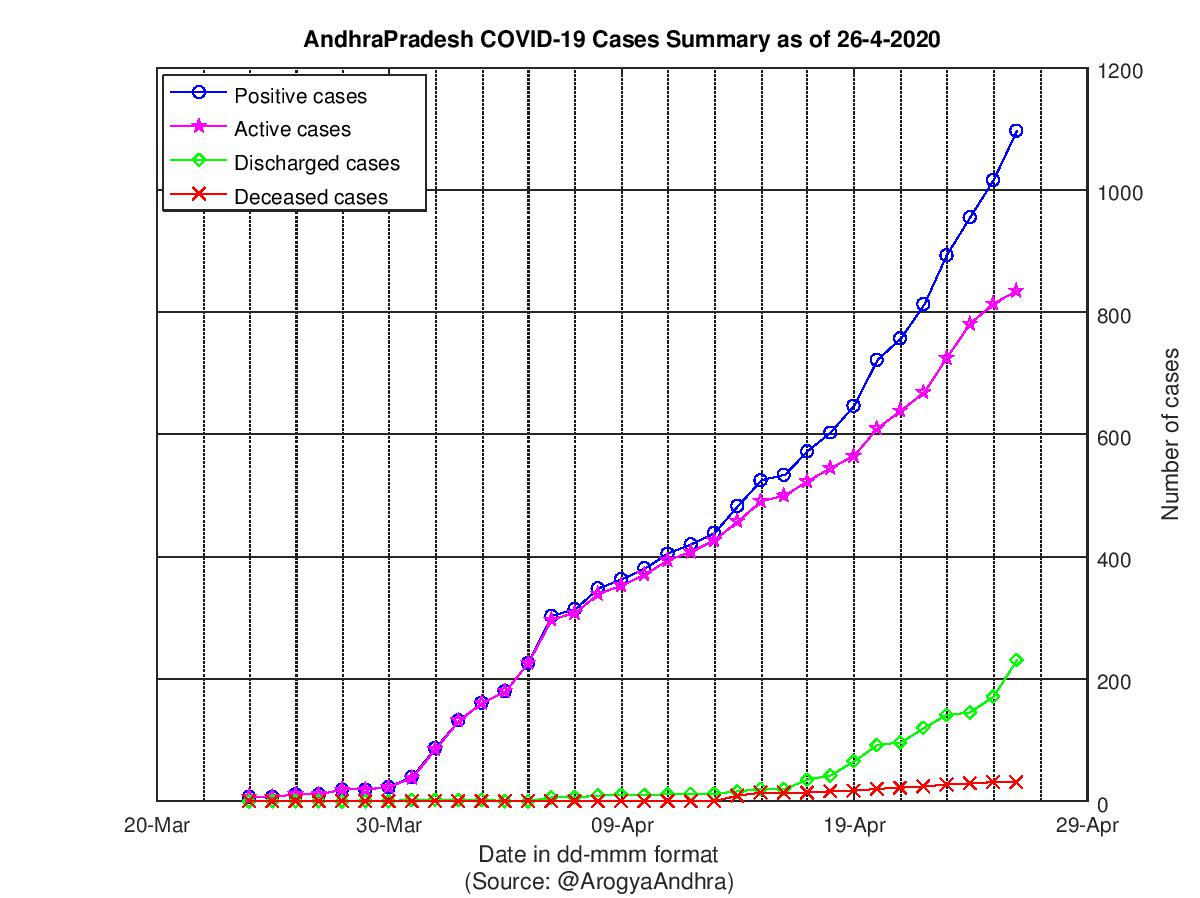 AndhraPradesh COVID-19 Cases Summary as of 26-4-2020
Positive cases
Active cases
Discharged cases
Deceased cases
1200
1000
800
600
400
200
0
Number of cases
20-Mar
30-Mar
09-Apr
19-Apr
29-Apr
Date in dd-mmm format
(Source: @ArogyaAndhra)